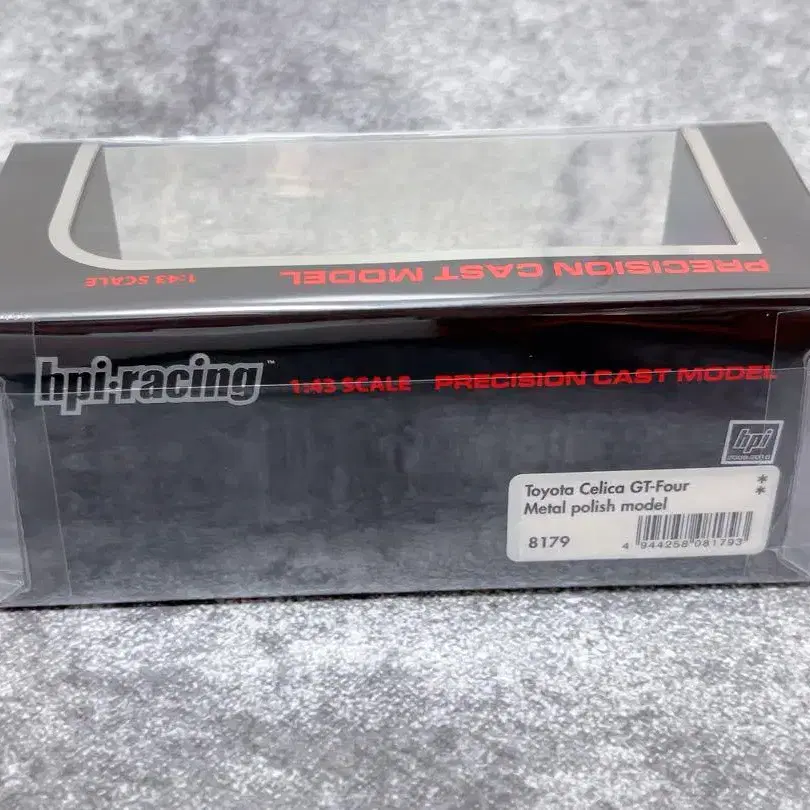 PRECISION CAST MODEL
1:43 SCALE
hpi·racing™ 1:43 SCALE PRECISION CAST MODEL
hpi
Toyota Celica GT-Four **
Metal polish model
8179
4 944258 081793